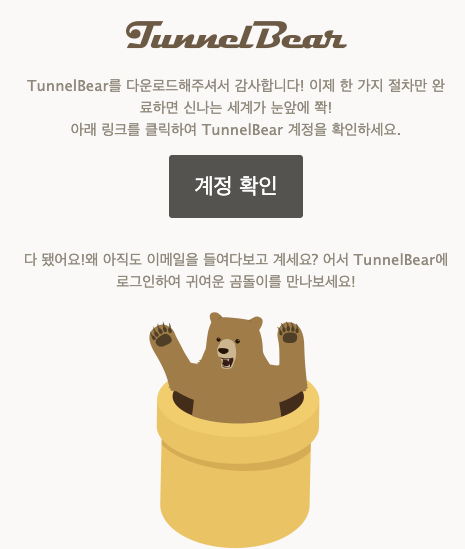 TunnelBear
TunnelBear를 다운로드해주셔서 감사합니다! 이제 한 가지 절차만 완
료하면 신나는 세계가 눈앞에 쫙!
아래 링크를 클릭하여 TunnelBear 계정을 확인하세요.
계정 확인
다 됐어요!왜 아직도 이메일을 들여다보고 계세요? 어서 TunnelBear에
로그인하여 귀여운 곰돌이를 만나보세요!